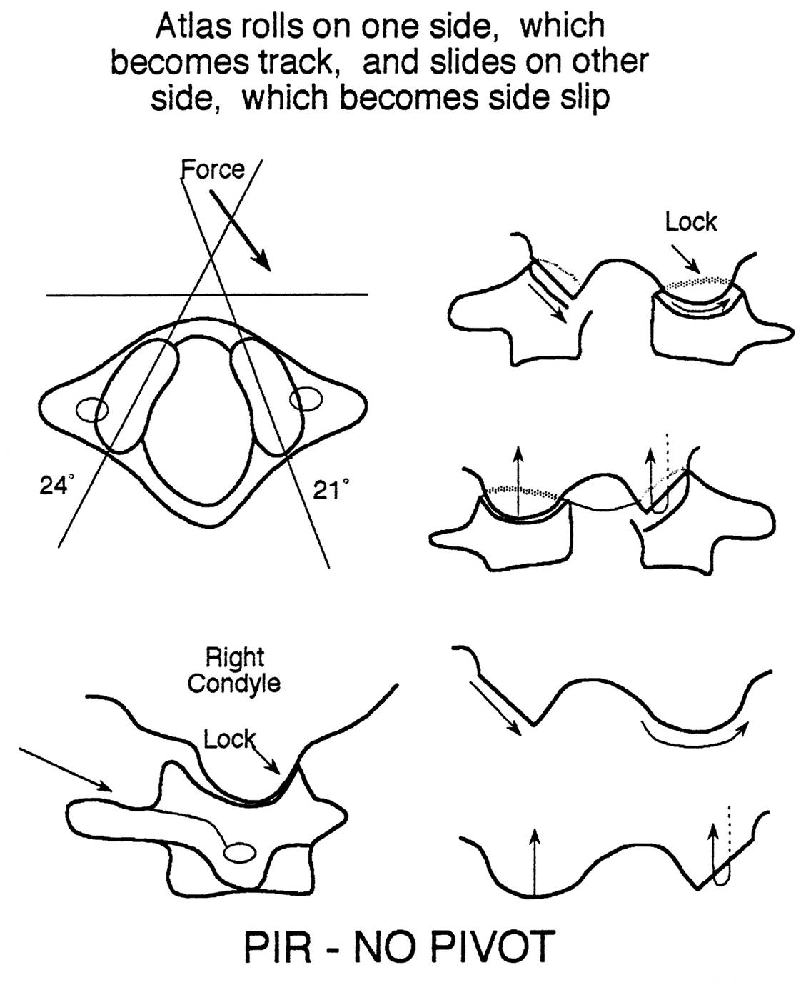 Atlas rolls on one side, which
becomes track, and slides on other
side, which becomes side slip
Force
Lock
24°
21°
Right
Condyle
Lock
PIR - NO PIVOT